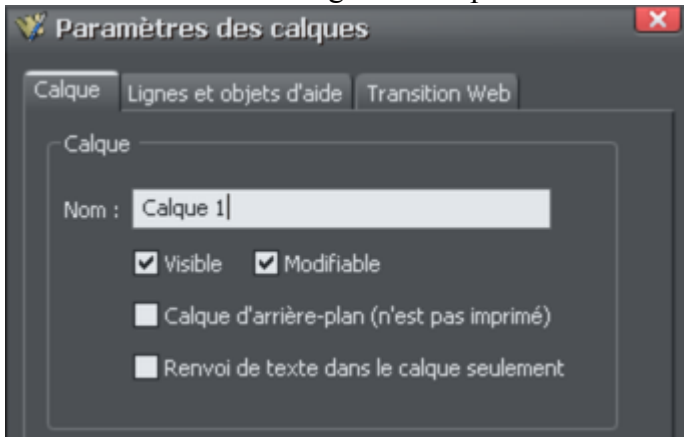 Paramètres des calques
Calque Lignes et objets d'aide Transition Web
Calque
Nom : Calque 1
Visible Modifiable
Calque d'arrière-plan (n'est pas imprimé)
Renvoi de texte dans le calque seulement